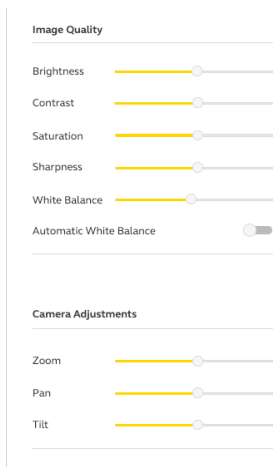 Image Quality
Brightness
Contrast
Saturation
Sharpness
White Balance
Automatic White Balance
Camera Adjustments
Zoom
Pan
Tilt